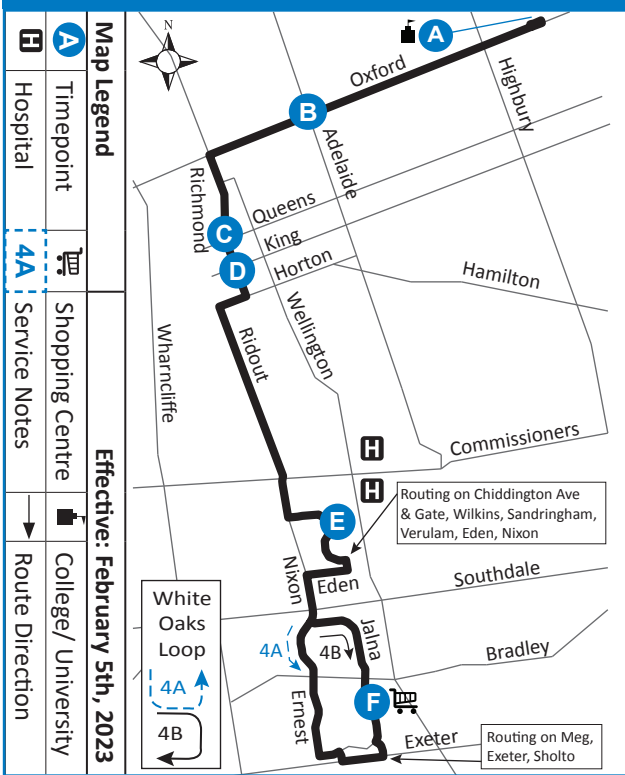 Map Legend
Effective: February 5th, 2023
A Timepoint
Shopping Centre
College/ University
H Hospital
4A Service Notes
Route Direction
N
A
Oxford
Highbury
B
Adelaide
Richmond
Queens
C
King
D
Horton
Hamilton
Wellington
Ridout
Wharncliffe
Commissioners
H
H
Routing on Chiddington Ave
& Gate, Wilkins, Sandringham,
Verulam, Eden, Nixon
E
Nixon
Eden
Southdale
White
Oaks
Loop
4A
4B
4A
4B
Jalna
Bradley
Ernest
F
Exeter
Routing on Meg,
Exeter, Sholto